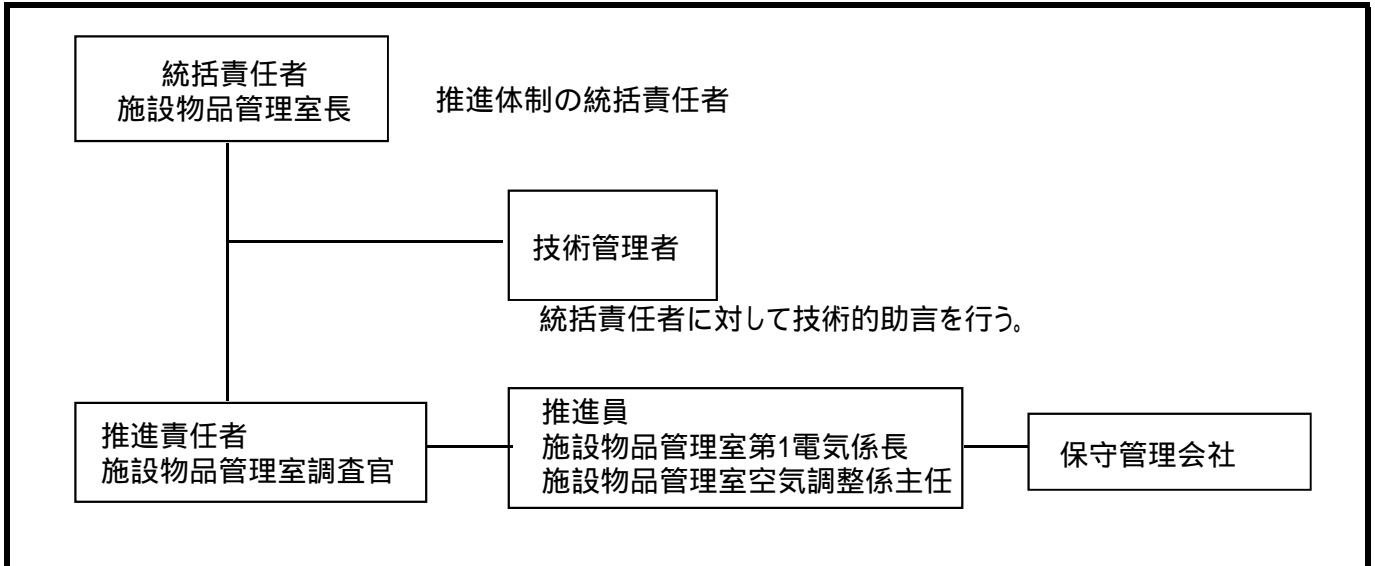 統括責任者
施設物品管理室長
推進体制の統括責任者
技術管理者
統括責任者に対して技術的助言を行う。
推進責任者
施設物品管理室調査官
推進員
施設物品管理室第1電気係長
施設物品管理室空気調整係主任
保守管理会社